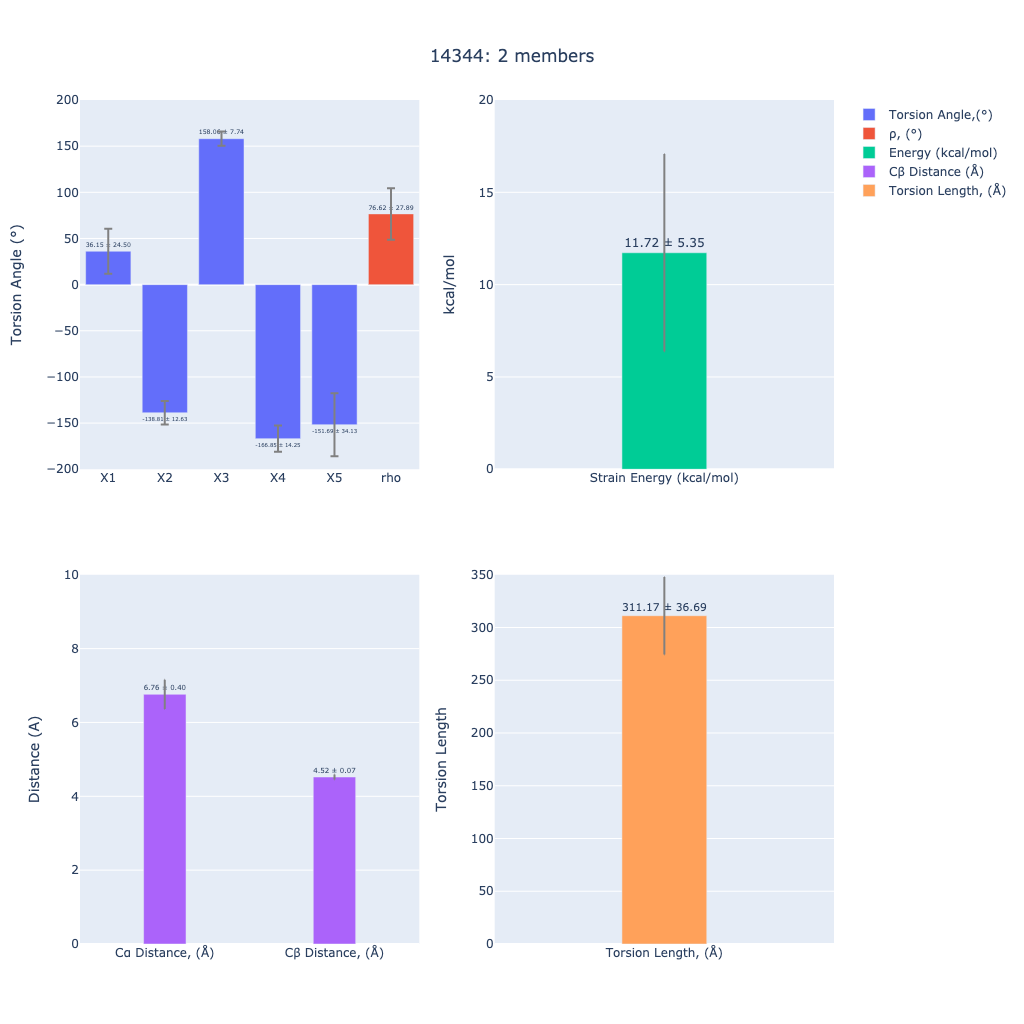 14344: 2 members
200
150
100
50
0
−50
−100
−150
−200
Torsion Angle (°)
36.15 ± 24.50
-138.81 ± 12.63
158.06 ± 7.74
-166.85 ± 14.25
-151.69 ± 34.13
76.62 ± 27.89
X1 X2 X3 X4 X5 rho
20
15
10
5
0
kcal/mol
11.72 ± 5.35
Strain Energy (kcal/mol)
Torsion Angle,(°)
ρ, (°)
Energy (kcal/mol)
Cβ Distance (Å)
Torsion Length, (Å)
10
8
6
4
2
0
Distance (A)
6.76 ± 0.40
4.52 ± 0.07
Cα Distance, (Å) Cβ Distance, (Å)
350
300
250
200
150
100
50
0
Torsion Length
311.17 ± 36.69
Torsion Length, (Å)